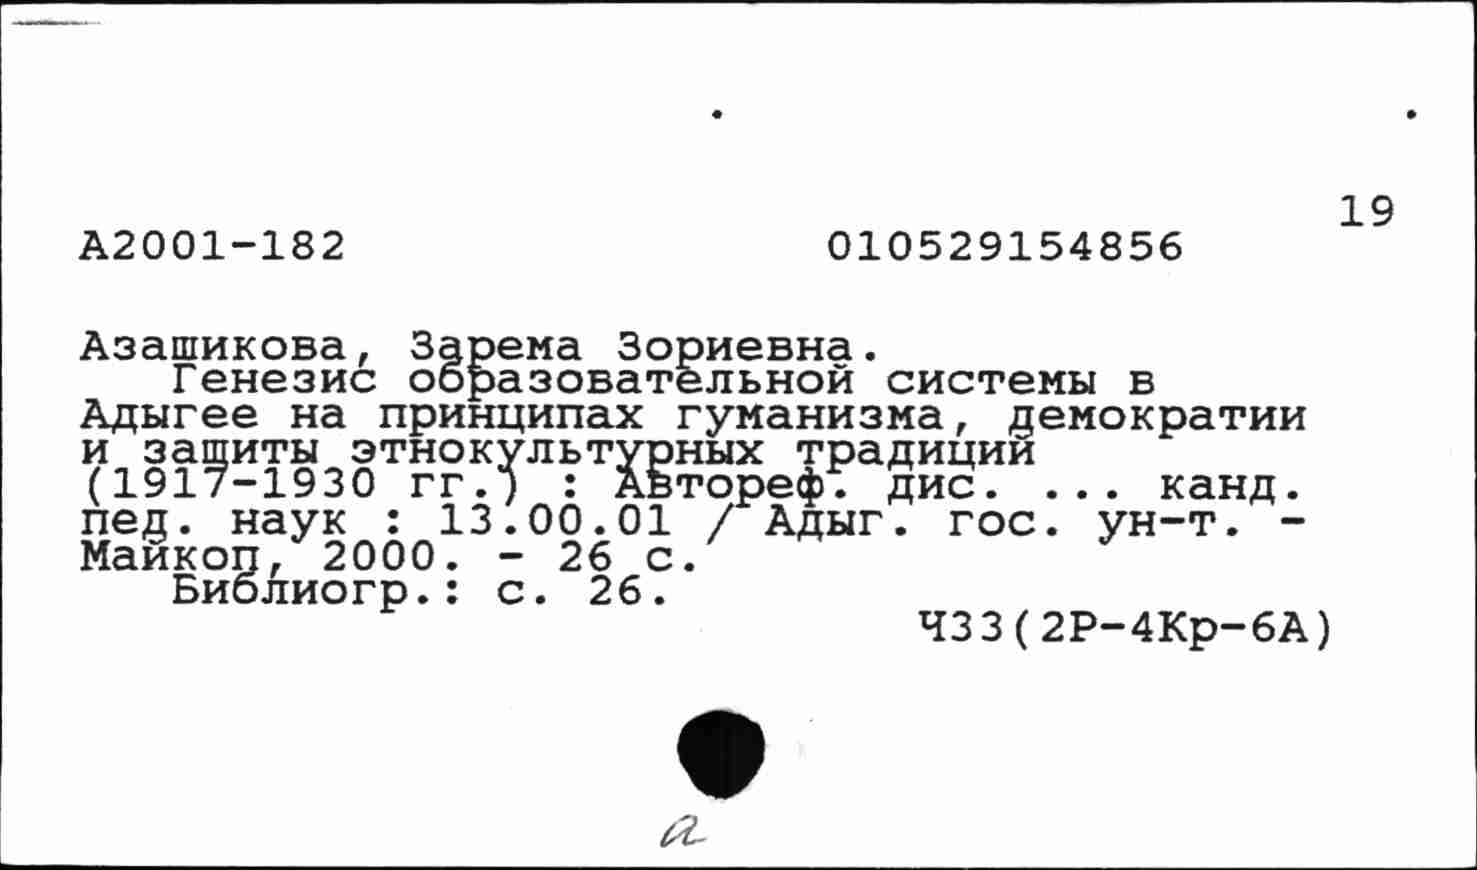 19
А2001-182 010529154856
Азашикова, Зарема Зориевна.
Генезис образовательной системы в
Адыгее на принципах гуманизма, демократии
и защиты этнокультурных традиций
(1917-1930 гг.) : Автореф. дис. ... канд.
пед. наук : 13.00.01 / Адыг. гос. ун-т. -
Майкоп, 2000. - 26 с.
Библиогр.: с. 26.
Ч33(2Р-4Кр-6А)
а